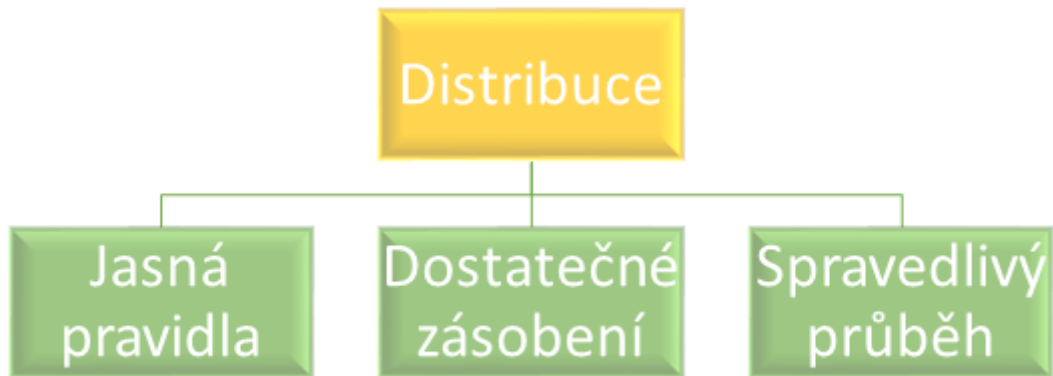 Distribuce
Jasná
pravidla
Dostatečné
zásobení
Spravedlivý
průběh